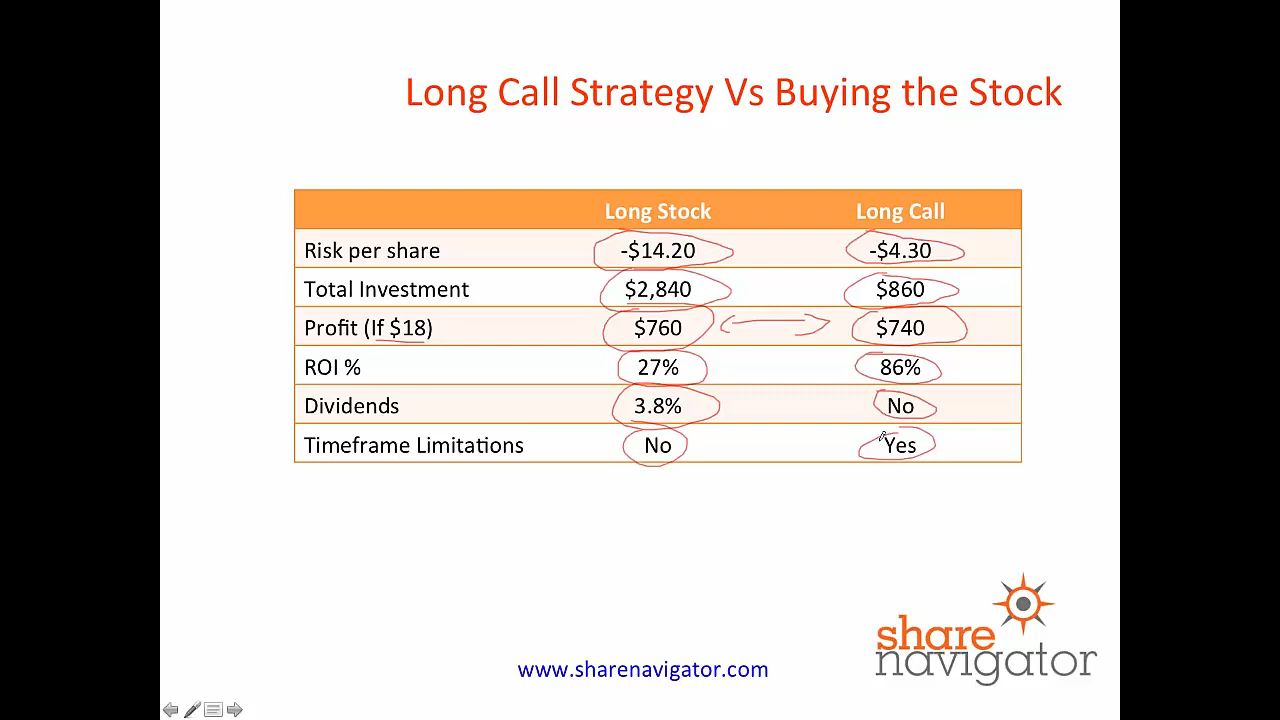 Long Call Strategy Vs Buying the Stock
Long Stock Long Call
Risk per share -$14.20 -$4.30
Total Investment $2,840 $860
Profit (If $18) $760 $740
ROI % 27% 86%
Dividends 3.8% No
Timeframe Limitations No Yes
share
navigator
www.sharenavigator.com